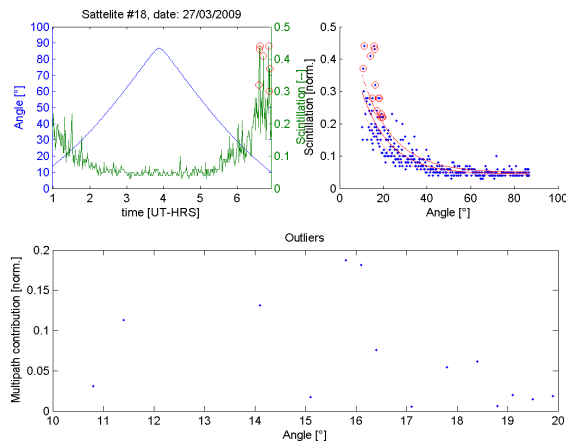 Sattelite #18, date: 27/03/2009
100
90
80
70
60
50
40
30
20
10
0
Angle [°]
0.5
0.4
0.3
0.2
0.1
0
Scintillation [--]
1 2 3 4 5 6
time [UT-HRS]
0.5
0.4
0.3
0.2
0.1
0
Scintillation [norm.]
0 20 40 60 80 100
Angle [°]
Outliers
0.2
0.15
0.1
0.05
0
Multipath contribution [norm.]
10 11 12 13 14 15 16 17 18 19 20
Angle [°]